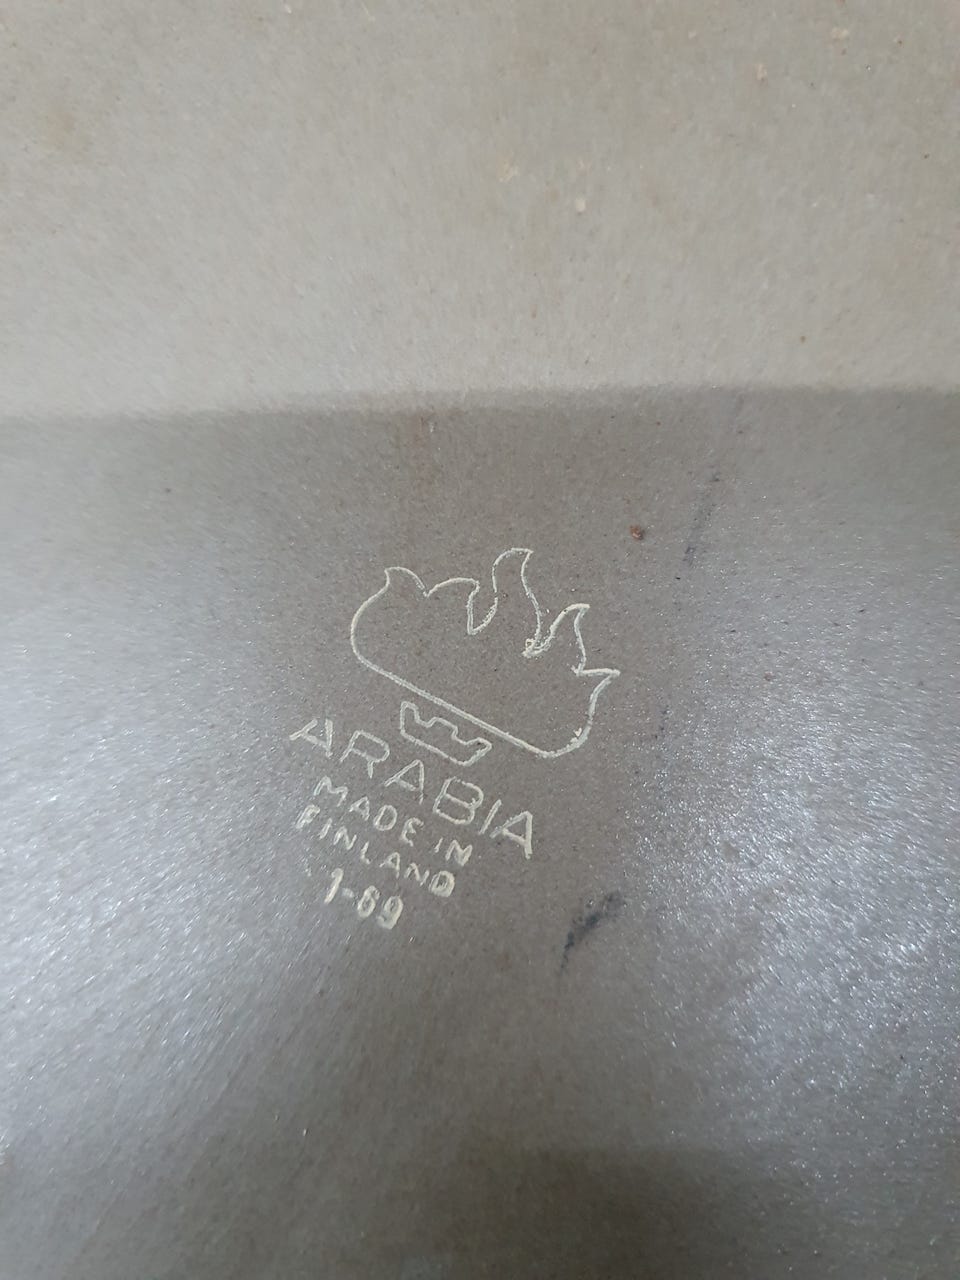 ARABIA
MADE IN
FINLAND
1-69